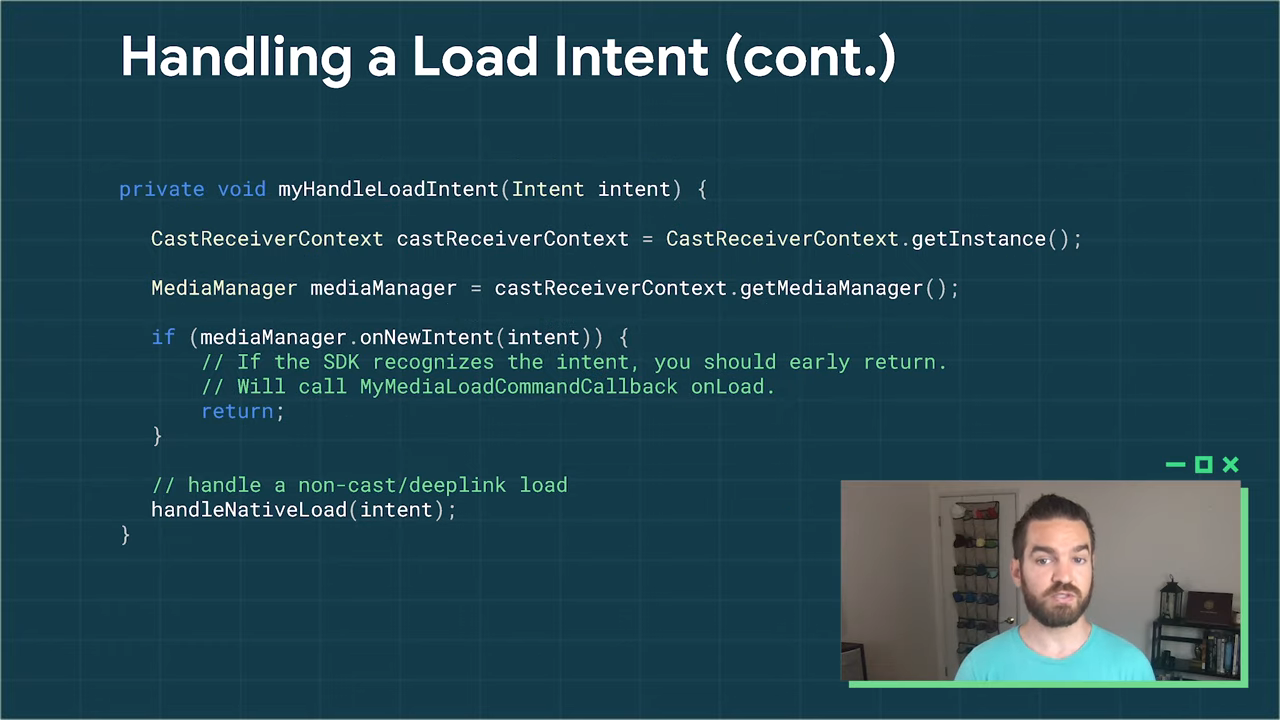 Handling a Load Intent (cont.)
private void myHandleLoadIntent(Intent intent) {
CastReceiverContext castReceiverContext = CastReceiverContext.getInstance();
MediaManager mediaManager = castReceiverContext.getMediaManager();
if (mediaManager.onNewIntent(intent)) {
// If the SDK recognizes the intent, you should early return.
// Will call MyMediaLoadCommandCallback onLoad.
return;
}
// handle a non-cast/deeplink load
handleNativeLoad(intent);
}